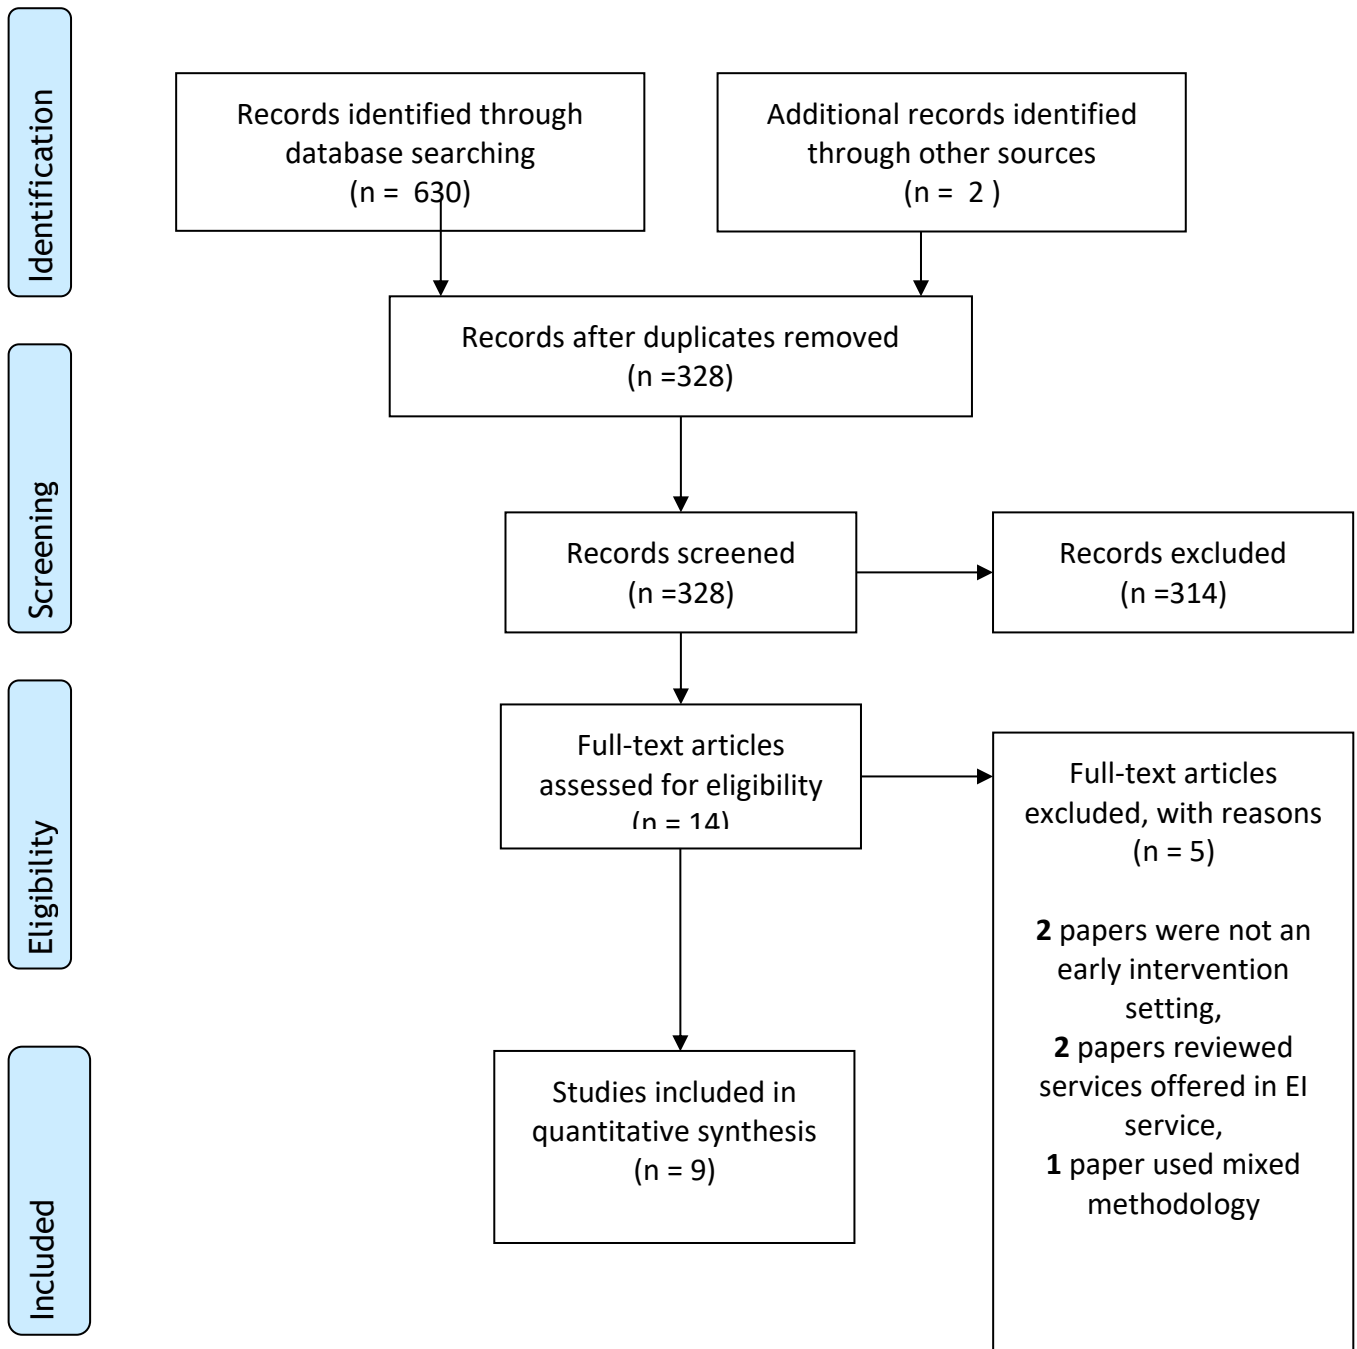 Identification
Records identified through
database searching
(n =  630)
Additional records identified
through other sources
(n =  2 )
Records after duplicates removed
(n =328)
Screening
Records screened
(n =328)
Records excluded
(n =314)
Eligibility
Full-text articles
assessed for eligibility
(n = 14)
Full-text articles
excluded, with reasons
(n = 5)
2 papers were not an
early intervention
setting,
2 papers reviewed
services offered in EI
service,
1 paper used mixed
methodology
Included
Studies included in
quantitative synthesis
(n = 9)